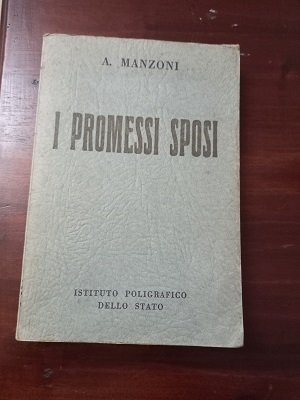 A. MANZONI
I PROMESSI SPOSI
ISTITUTO POLIGRAFICO
DELLO STATO